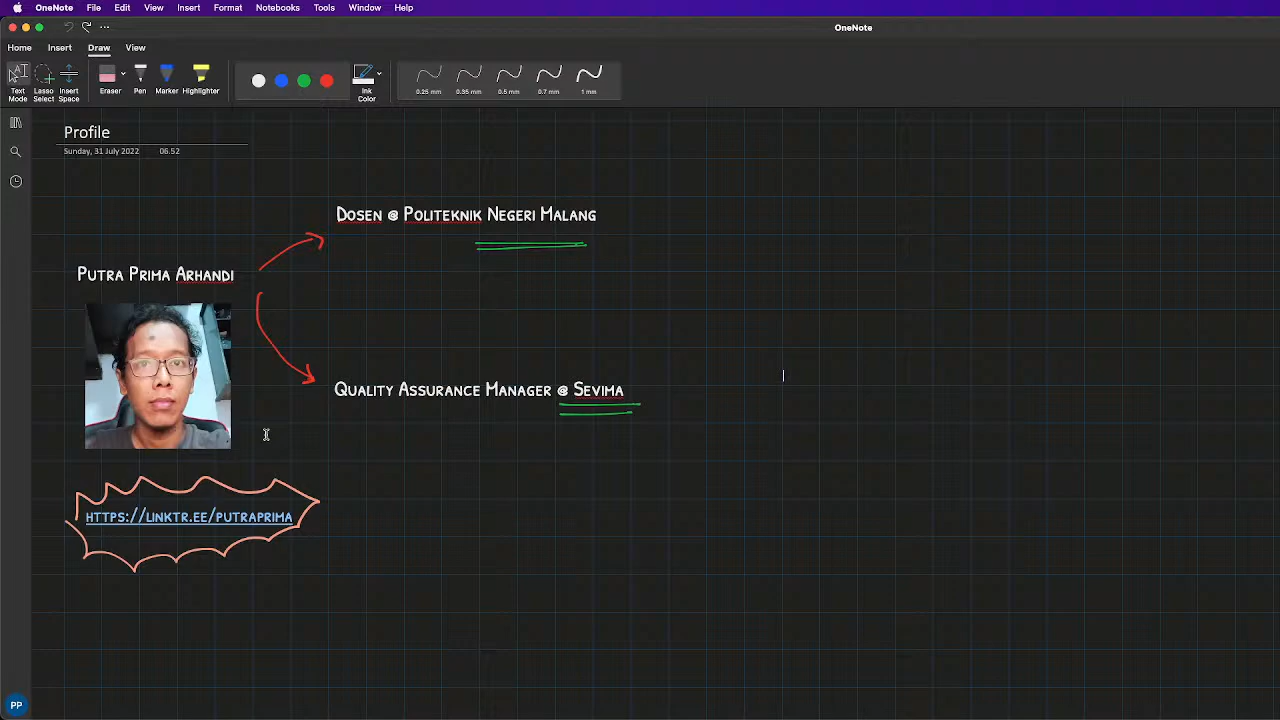 OneNote File Edit View Insert Format Notebooks Tools Window Help
OneNote
Home Insert Draw View
Text Mode
Lasso Select
Insert Space
Eraser
Pen
Marker
Highlighter
Ink Color
0.25 mm
0.35 mm
0.5 mm
0.7 mm
1 mm
Profile
Sunday, 31 July 2022 06.52
Dosen @ Politeknik Negeri Malang
Putra Prima Arhandi
Quality Assurance Manager @ Sevima
https://linktr.ee/putraprima
PP